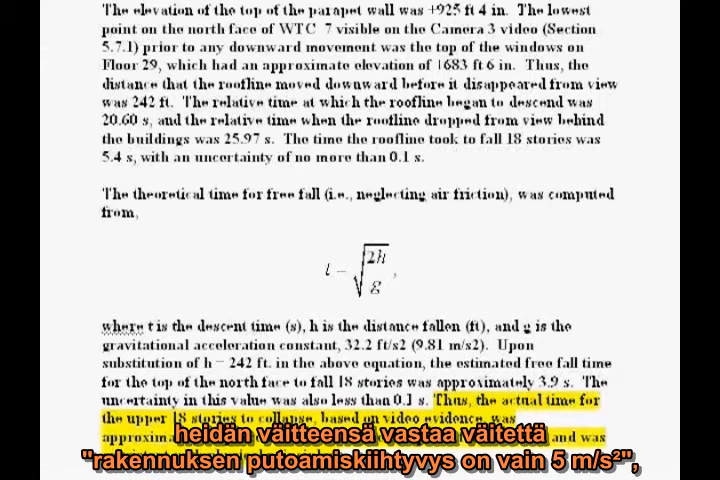 The elevation of the top of the parapet wall was +925 ft 4 in. The lowest
point on the north face of WTC 7 visible on the Camera 3 video (Section
5.7.1) prior to any downward movement was the top of the windows on
Floor 29, which had an approximate elevation of 1683 ft 6 in. Thus, the
distance that the roofline moved downward before it disappeared from view
was 242 ft. The relative time at which the roofline began to descend was
20.60 s, and the relative time when the roofline dropped from view behind
the buildings was 25.97 s. The time the roofline took to fall 18 stories was
5.4 s, with an uncertainty of no more than 0.1 s.
The theoretical time for free fall (i.e., neglecting air friction), was computed
from,
t = √2h/g ,
where t is the descent time (s), h is the distance fallen (ft), and g is the
gravitational acceleration constant, 32.2 ft/s2 (9.81 m/s2). Upon
substitution of h = 242 ft. in the above equation, the estimated free fall time
for the top of the north face to fall 18 stories was approximately 3.9 s. The
uncertainty in this value was also less than 0.1 s. Thus, the actual time for
the upper 18 stories to collapse, based on video evidence, was
and was
heidän väitteensä vastaa väitettä
"rakennuksen putoamiskiihtyvyys on vain 5 m/s²",